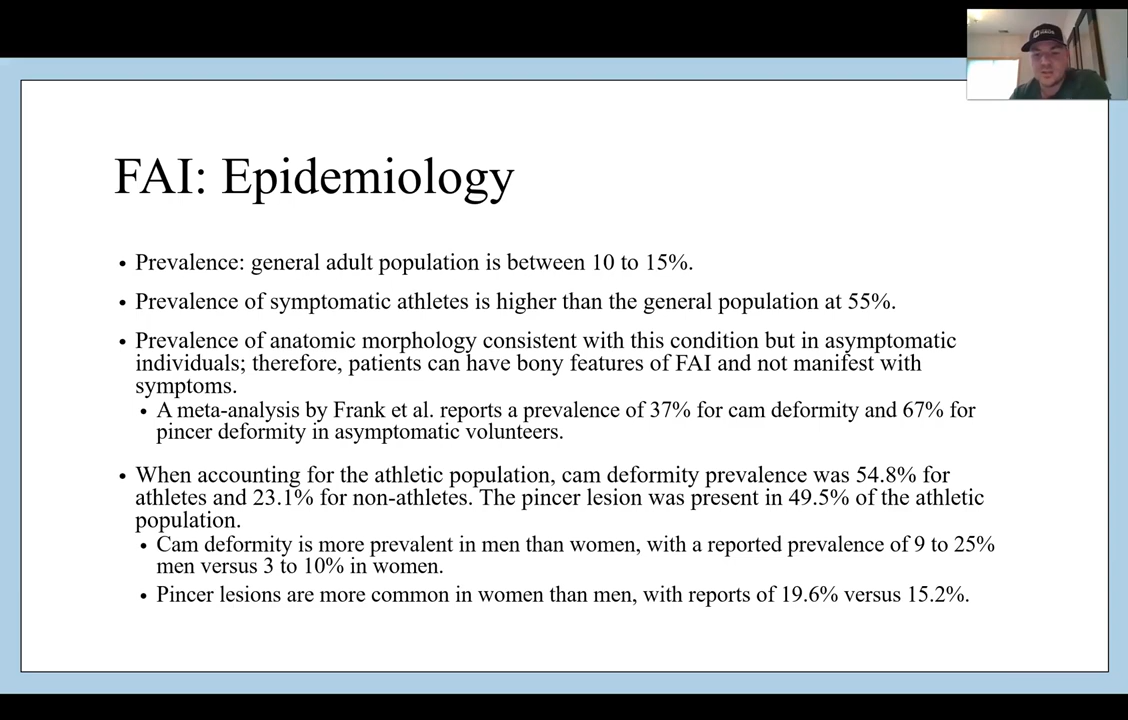 FAI: Epidemiology
• Prevalence: general adult population is between 10 to 15%.
• Prevalence of symptomatic athletes is higher than the general population at 55%.
• Prevalence of anatomic morphology consistent with this condition but in asymptomatic
individuals; therefore, patients can have bony features of FAI and not manifest with
symptoms.
• A meta-analysis by Frank et al. reports a prevalence of 37% for cam deformity and 67% for
pincer deformity in asymptomatic volunteers.
• When accounting for the athletic population, cam deformity prevalence was 54.8% for
athletes and 23.1% for non-athletes. The pincer lesion was present in 49.5% of the athletic
population.
• Cam deformity is more prevalent in men than women, with a reported prevalence of 9 to 25%
men versus 3 to 10% in women.
• Pincer lesions are more common in women than men, with reports of 19.6% versus 15.2%.